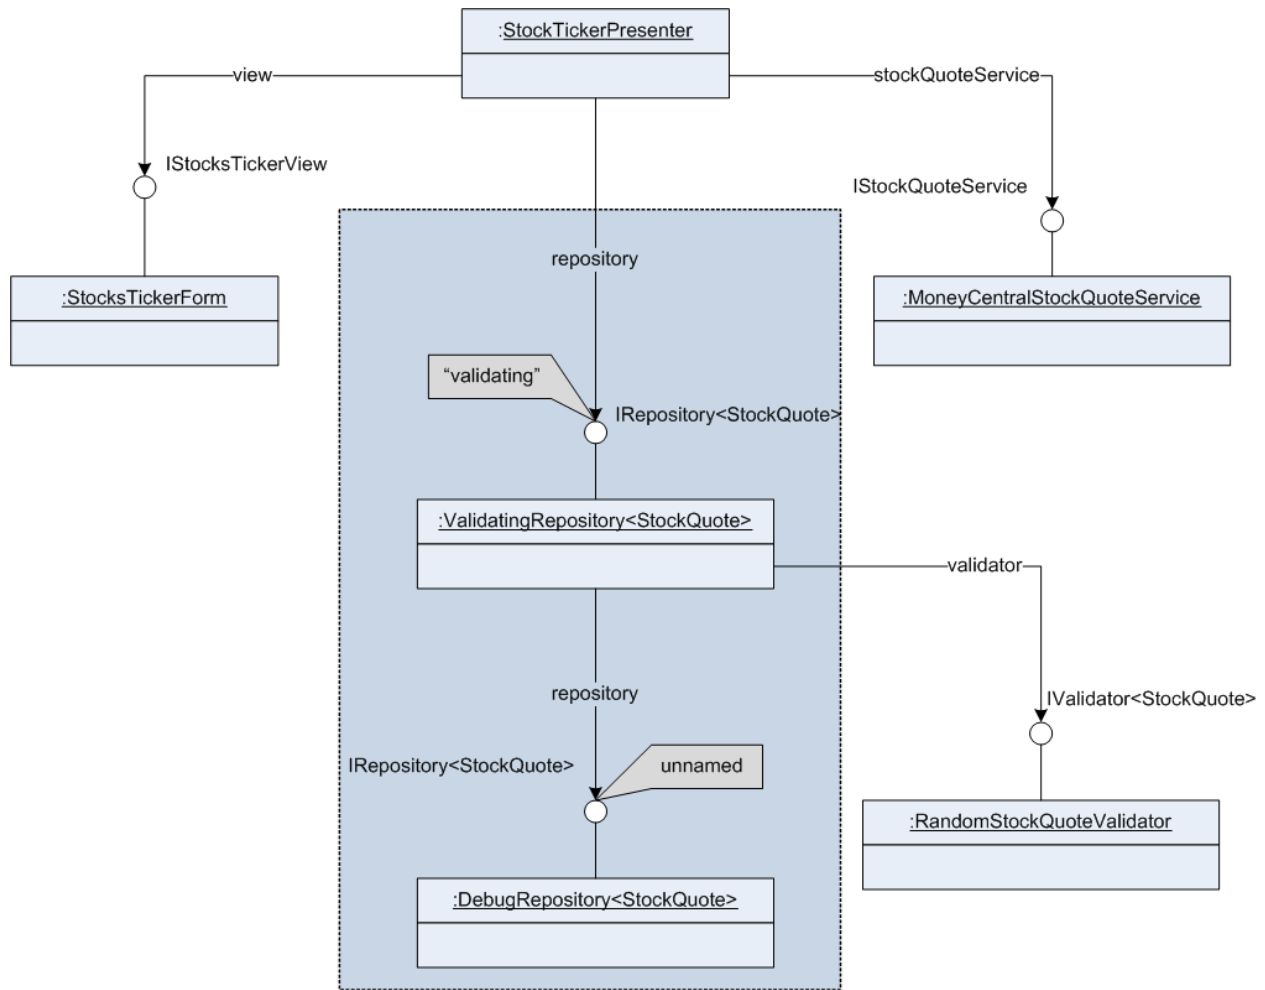 :StockTickerPresenter
view
stockQuoteService
IStocksTickerView
IStockQuoteService
repository
:StocksTickerForm
:MoneyCentralStockQuoteService
“validating”
IRepository<StockQuote>
:ValidatingRepository<StockQuote>
validator
repository
IValidator<StockQuote>
IRepository<StockQuote>
unnamed
:RandomStockQuoteValidator
:DebugRepository<StockQuote>